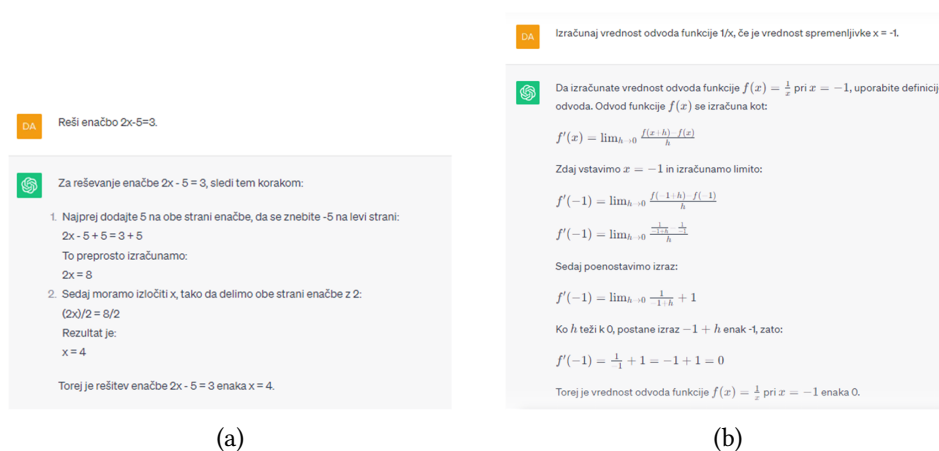 DA
Reši enačbo 2x-5=3.
Za reševanje enačbe 2x - 5 = 3, sledi tem korakom:
1. Najprej dodajte 5 na obe strani enačbe, da se znebite -5 na levi strani:
2x - 5 + 5 = 3 + 5
To preprosto izračunamo:
2x = 8
2. Sedaj moramo izločiti x, tako da delimo obe strani enačbe z 2:
(2x)/2 = 8/2
Rezultat je:
x = 4
Torej je rešitev enačbe 2x - 5 = 3 enaka x = 4.
(a)
DA
Izračunaj vrednost odvoda funkcije 1/x, če je vrednost spremenljivke x = -1.
Da izračunate vrednost odvoda funkcije f(x) = 1/x pri x = −1, uporabite definicij
odvoda. Odvod funkcije f(x) se izračuna kot:
f′(x) = lim h→0 f(x+h)−f(x)/h
Zdaj vstavimo x = −1 in izračunamo limito:
f′(−1) = lim h→0 f(−1+h)−f(−1)/h
f′(−1) = lim h→0 (1/−1+h − 1/−1)/h
Sedaj poenostavimo izraz:
f′(−1) = lim h→0 1/−1+h + 1
Ko h teži k 0, postane izraz −1 + h enak -1, zato:
f′(−1) = 1/−1 + 1 = −1 + 1 = 0
Torej je vrednost odvoda funkcije f(x) = 1/x pri x = −1 enaka 0.
(b)